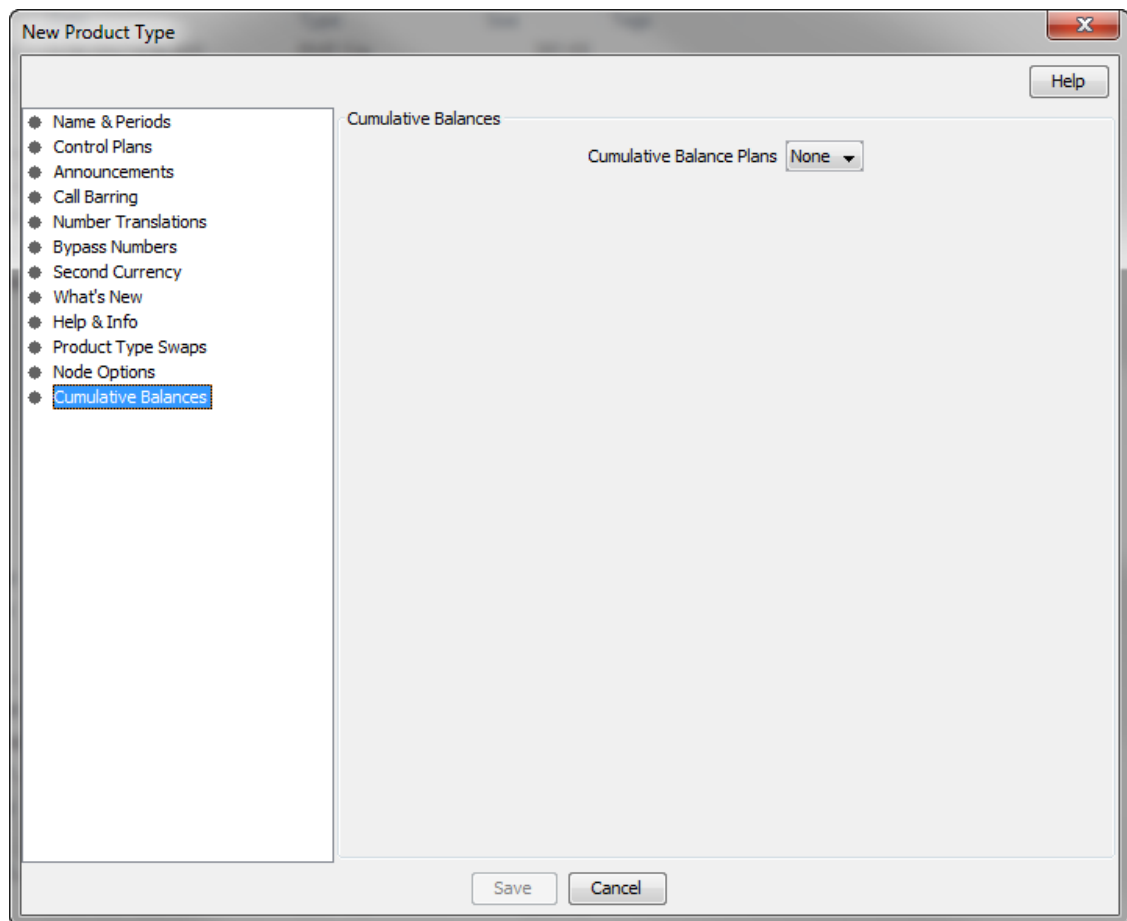 New Product Type
Help
Name & Periods
Control Plans
Announcements
Call Barring
Number Translations
Bypass Numbers
Second Currency
What's New
Help & Info
Product Type Swaps
Node Options
Cumulative Balances
Cumulative Balances
Cumulative Balance Plans None
Save Cancel